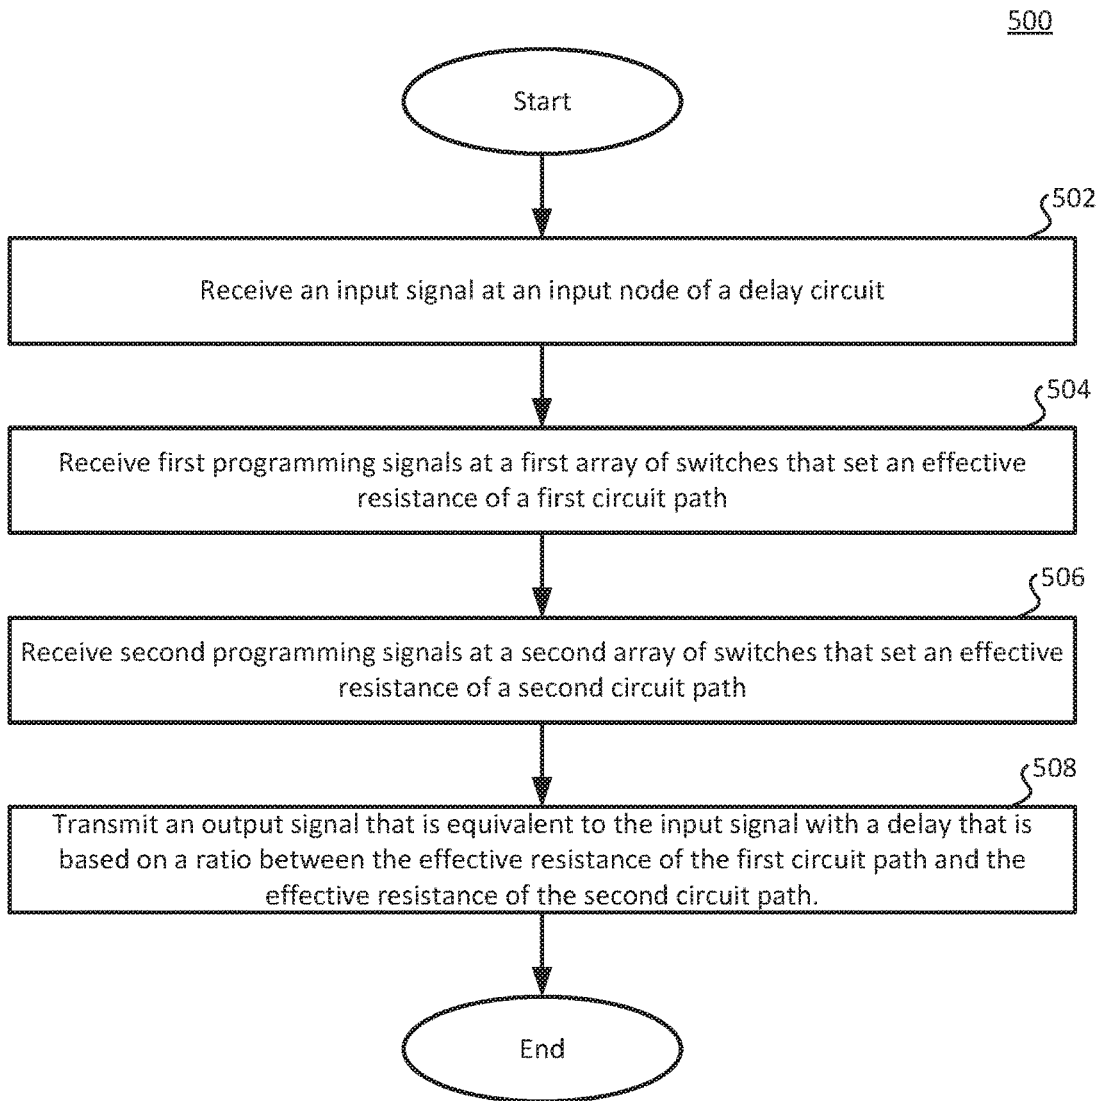 500
Start
502
Receive an input signal at an input node of a delay circuit
504
Receive first programming signals at a first array of switches that set an effective
resistance of a first circuit path
506
Receive second programming signals at a second array of switches that set an effective
resistance of a second circuit path
508
Transmit an output signal that is equivalent to the input signal with a delay that is
based on a ratio between the effective resistance of the first circuit path and the
effective resistance of the second circuit path.
End